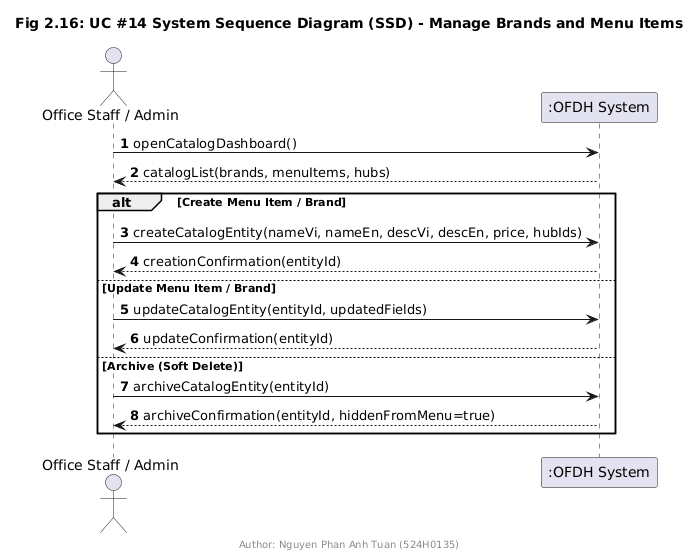 Fig 2.16: UC #14 System Sequence Diagram (SSD) - Manage Brands and Menu Items
Office Staff / Admin
:OFDH System
1 openCatalogDashboard()
2 catalogList(brands, menuItems, hubs)
alt [Create Menu Item / Brand]
3 createCatalogEntity(nameVi, nameEn, descVi, descEn, price, hubIds)
4 creationConfirmation(entityId)
[Update Menu Item / Brand]
5 updateCatalogEntity(entityId, updatedFields)
6 updateConfirmation(entityId)
[Archive (Soft Delete)]
7 archiveCatalogEntity(entityId)
8 archiveConfirmation(entityId, hiddenFromMenu=true)
Office Staff / Admin
:OFDH System
Author: Nguyen Phan Anh Tuan (524H0135)